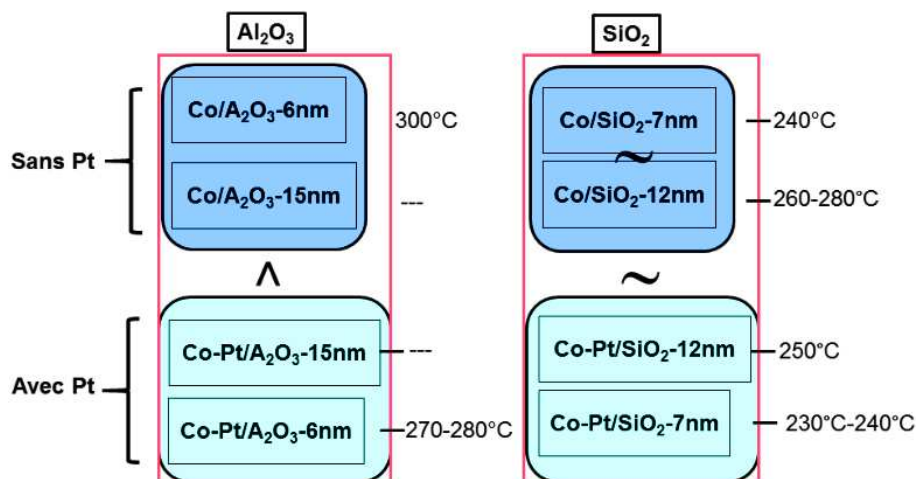 Al₂O₃
SiO₂
Sans Pt
Co/A₂O₃-6nm
300°C
Co/A₂O₃-15nm
---
Co/SiO₂-7nm
240°C
~
Co/SiO₂-12nm
260-280°C
^
~
Avec Pt
Co-Pt/A₂O₃-15nm
---
Co-Pt/A₂O₃-6nm
270-280°C
Co-Pt/SiO₂-12nm
250°C
Co-Pt/SiO₂-7nm
230°C-240°C